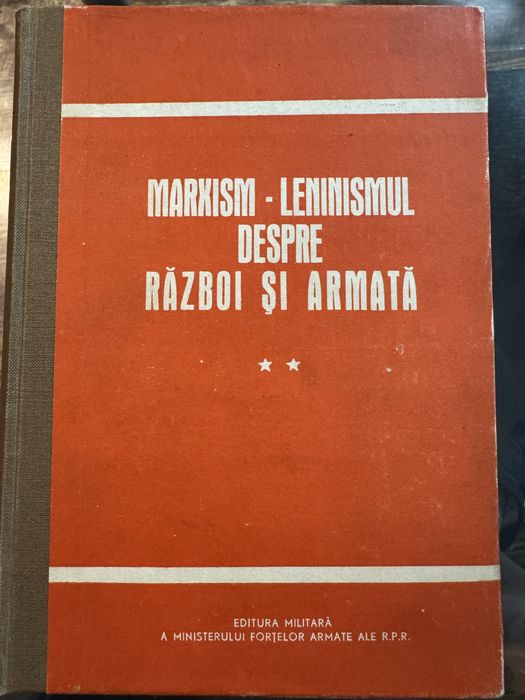 MARXISM - LENINISMUL
DESPRE
RĂZBOI ŞI ARMATĂ
★ ★
EDITURA MILITARĂ
A MINISTERULUI FORŢELOR ARMATE ALE R.P.R.